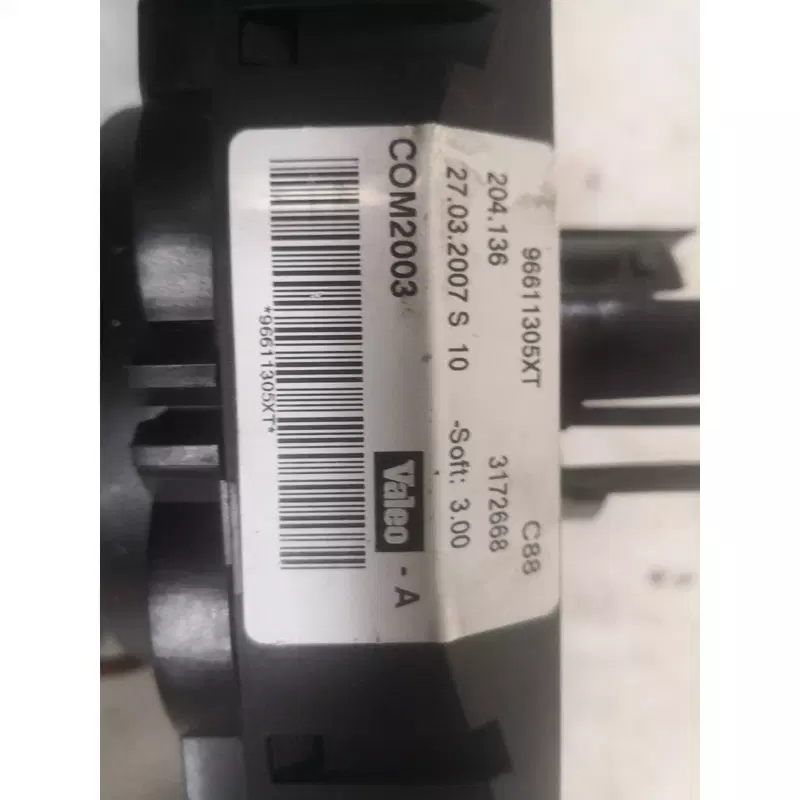 96611305XT C88
204.136 3172668
27.03.2007 S 10 -Soft: 3.00
COM2003 Valeo - A
*96611305XT*